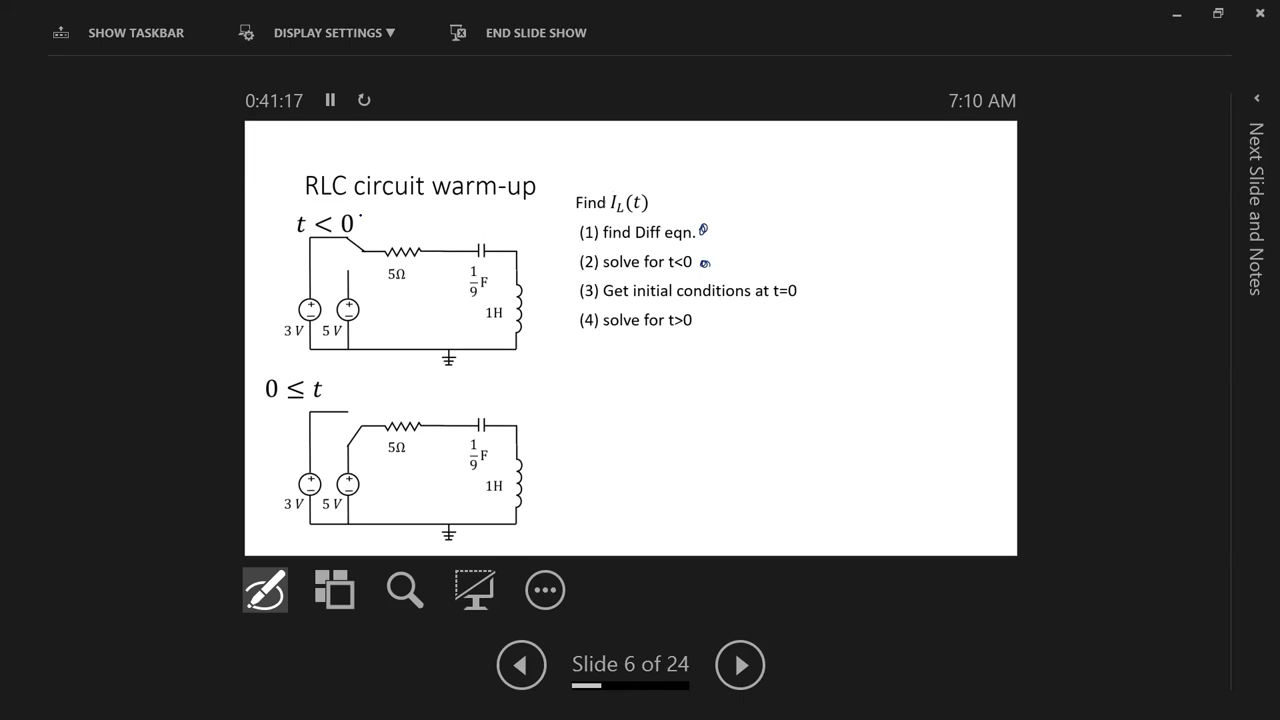 SHOW TASKBAR
DISPLAY SETTINGS ▼
END SLIDE SHOW
0:41:17
7:10 AM
Next Slide and Notes
RLC circuit warm-up
t < 0
5Ω
1/9 F
1H
3 V
5 V
0 ≤ t
5Ω
1/9 F
1H
3 V
5 V
Find I_L(t)
(1) find Diff eqn.
(2) solve for t<0
(3) Get initial conditions at t=0
(4) solve for t>0
Slide 6 of 24